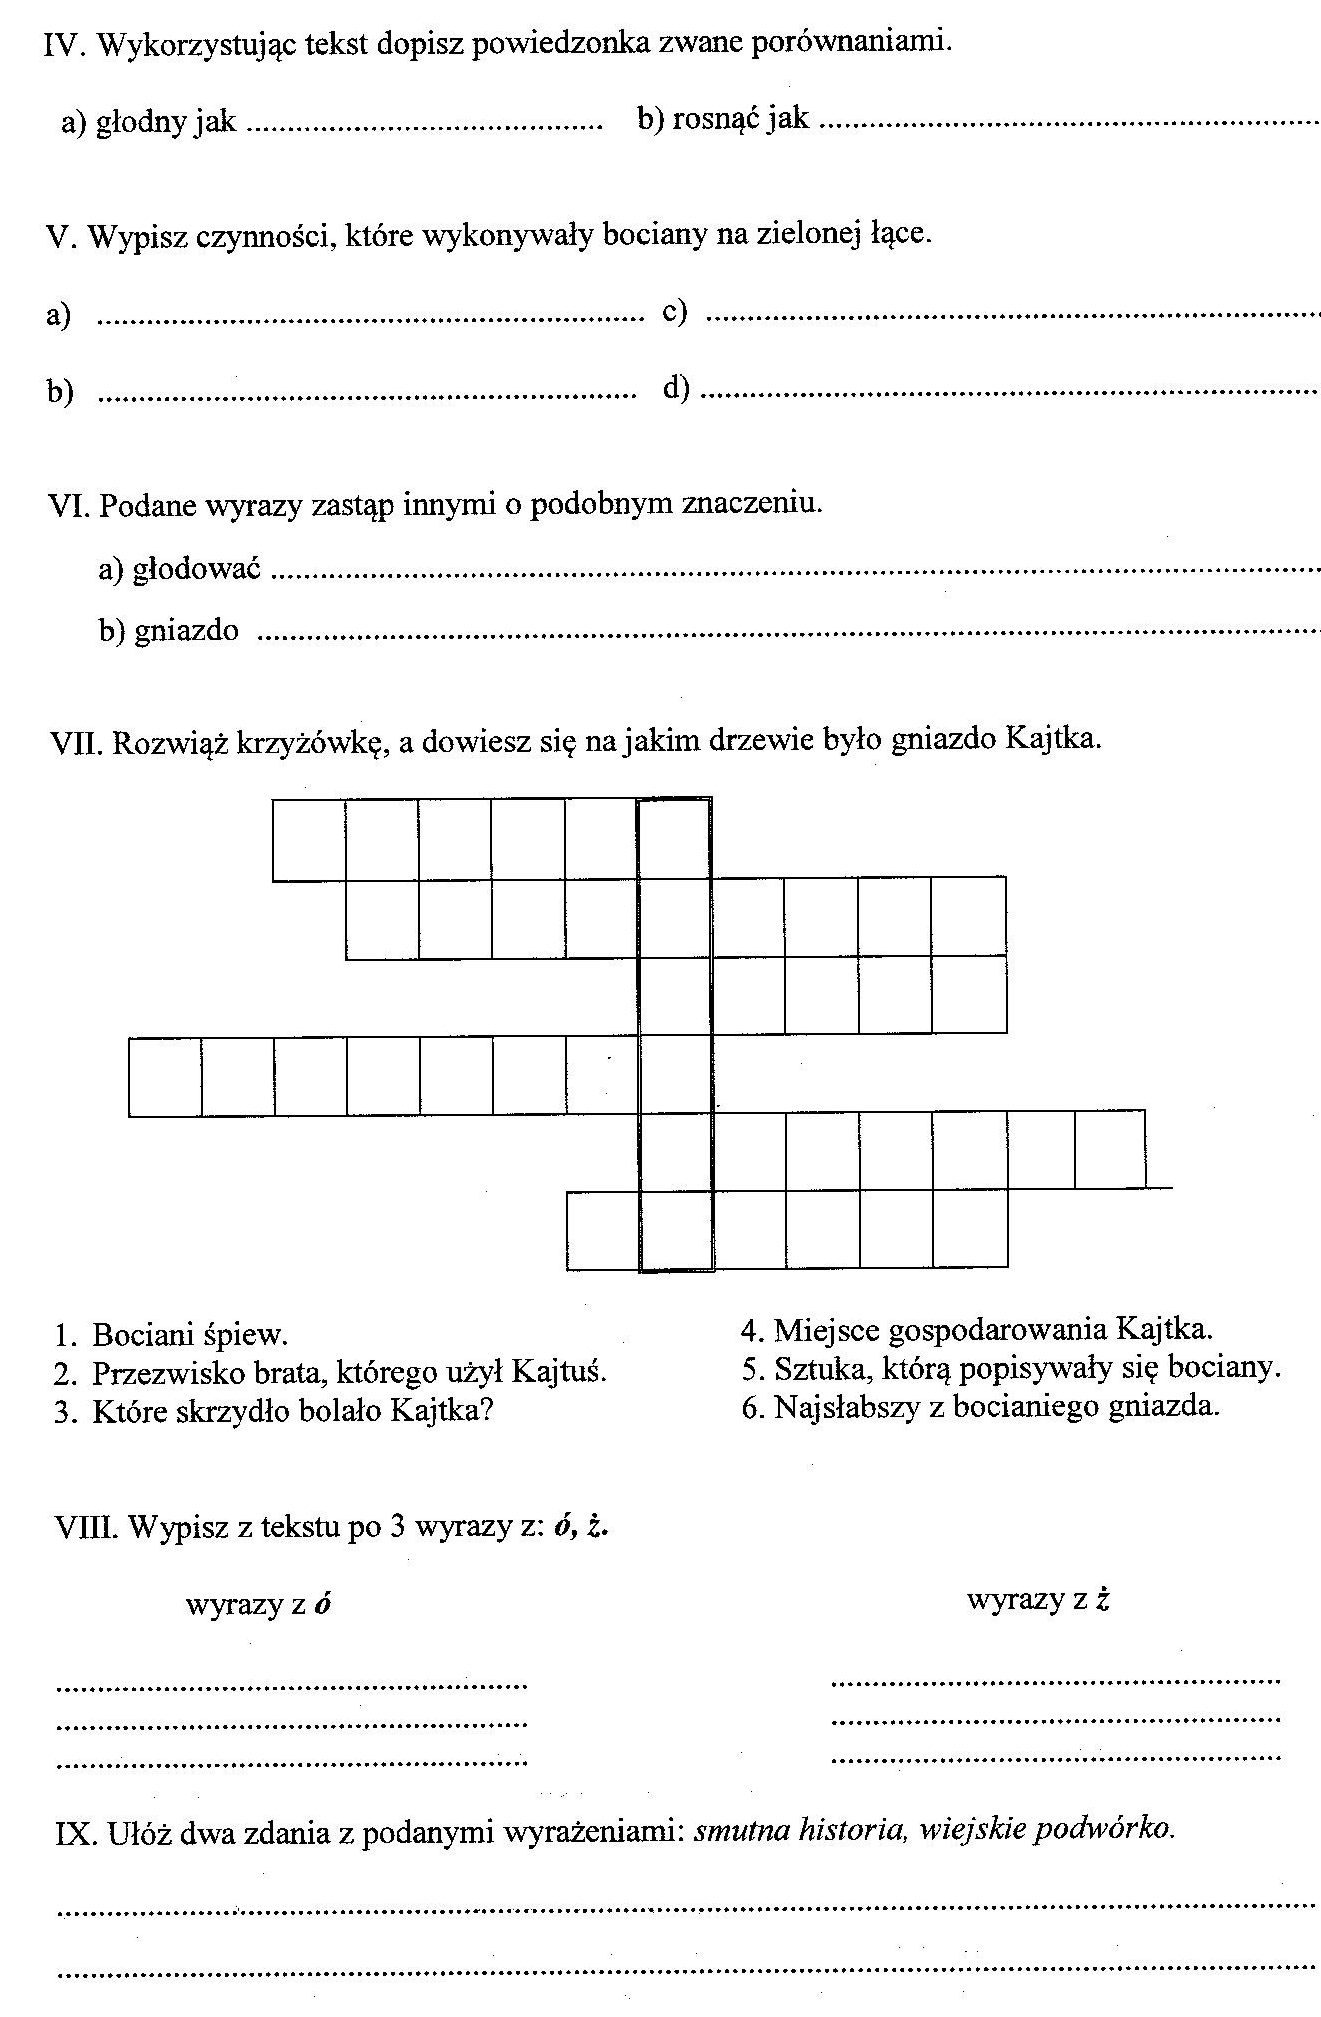 IV. Wykorzystując tekst dopisz powiedzonka zwane porównaniami.
a) głodny jak ........................................... b) rosnąć jak ............................................................
V. Wypisz czynności, które wykonywały bociany na zielonej łące.
a) .................................................................. c) ..........................................................................
b) ................................................................. d) ..........................................................................
VI. Podane wyrazy zastąp innymi o podobnym znaczeniu.
a) głodować ..............................................................................................................................
b) gniazdo ................................................................................................................................
VII. Rozwiąż krzyżówkę, a dowiesz się na jakim drzewie było gniazdo Kajtka.
1. Bociani śpiew.
2. Przezwisko brata, którego użył Kajtuś.
3. Które skrzydło bolało Kajtka?
4. Miejsce gospodarowania Kajtka.
5. Sztuka, którą popisywały się bociany.
6. Najsłabszy z bocianiego gniazda.
VIII. Wypisz z tekstu po 3 wyrazy z: ó, ż.
wyrazy z ó wyrazy z ż
......................................................... ......................................................
......................................................... ......................................................
......................................................... ......................................................
IX. Ułóż dwa zdania z podanymi wyrażeniami: smutna historia, wiejskie podwórko.
........................................................................................................................................................
........................................................................................................................................................